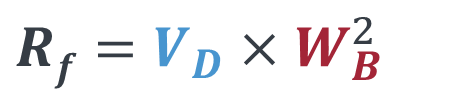 R_f = V_D × W_B^2